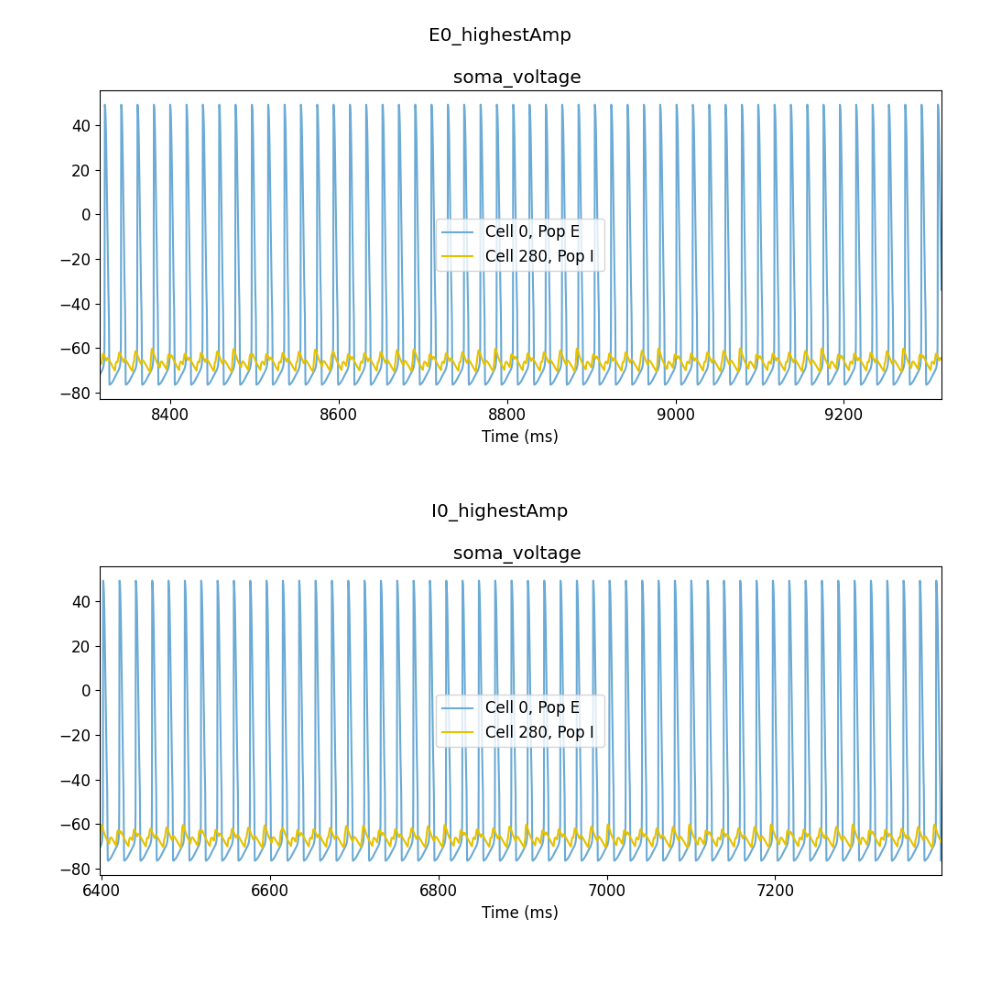 E0_highestAmp
soma_voltage
40
20
0
−20
−40
−60
−80
Cell 0, Pop E
Cell 280, Pop I
8400 8600 8800 9000 9200
Time (ms)
I0_highestAmp
soma_voltage
40
20
0
−20
−40
−60
−80
Cell 0, Pop E
Cell 280, Pop I
6400 6600 6800 7000 7200
Time (ms)